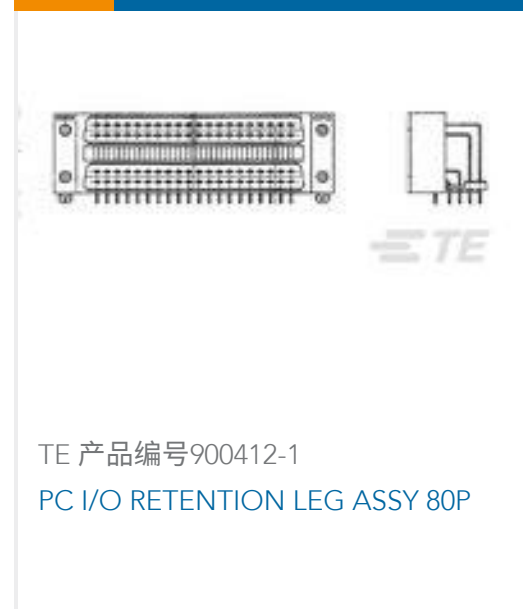 TE
TE 产品编号900412-1
PC I/O RETENTION LEG ASSY 80P